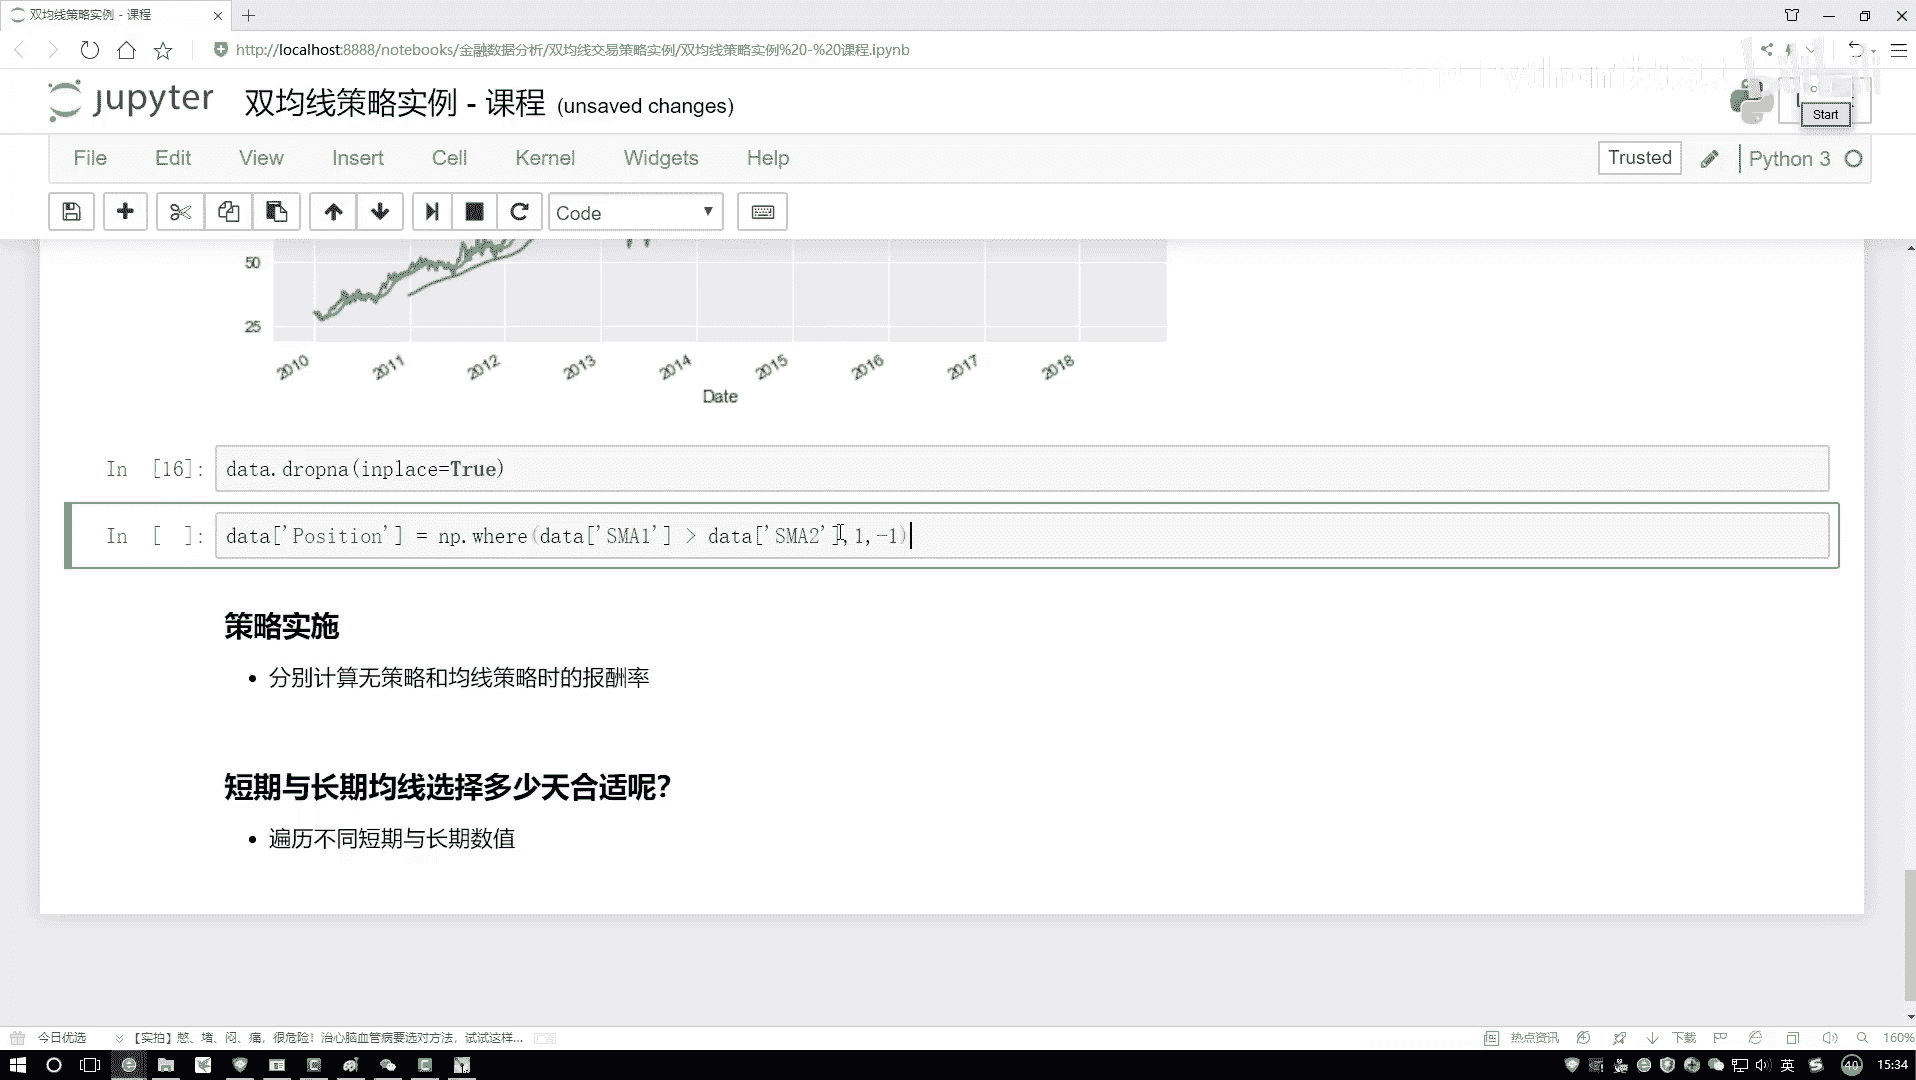 双均线策略实例 - 课程
http://localhost:8888/notebooks/金融数据分析/双均线交易策略实例/双均线策略实例%20-%20课程.ipynb
jupyter 双均线策略实例 - 课程 (unsaved changes)
Start
File Edit View Insert Cell Kernel Widgets Help
Trusted Python 3
Code
50
25
2010 2011 2012 2013 2014 2015 2016 2017 2018
Date
In [16]: data.dropna(inplace=True)
In [ ]: data['Position'] = np.where(data['SMA1'] > data['SMA2'],1,-1)
策略实施
分别计算无策略和均线策略时的报酬率
短期与长期均线选择多少天合适呢?
遍历不同短期与长期数值
今日优选 【实拍】憋、堵、闷、痛，很危险！治心脑血管病要选对方法，试试这样... 热点资讯 下载 160%
英 40 15:34